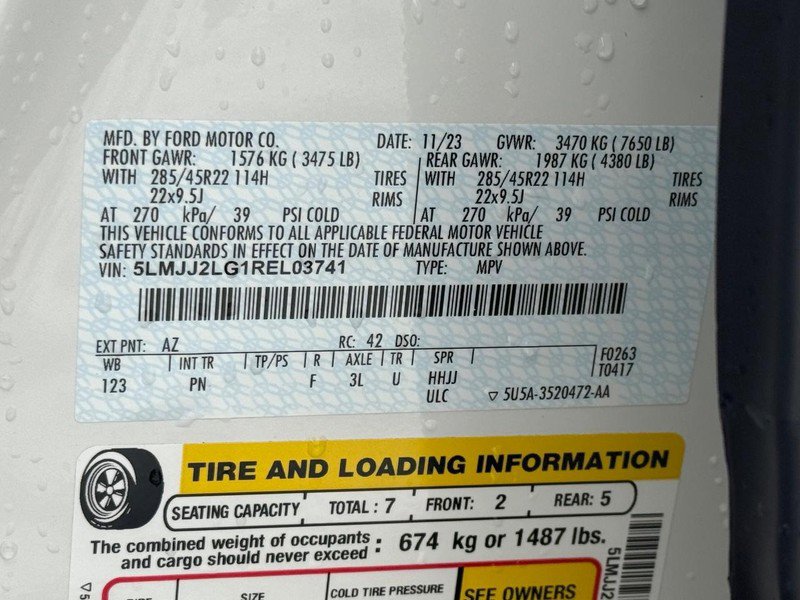 MFD. BY FORD MOTOR CO. DATE: 11/23 GVWR: 3470 KG ( 7650 LB)
FRONT GAWR: 1576 KG ( 3475 LB) REAR GAWR: 1987 KG ( 4380 LB)
WITH 285/45R22 114H TIRES WITH 285/45R22 114H TIRES
22x9.5J RIMS 22x9.5J RIMS
AT 270 kPa/ 39 PSI COLD AT 270 kPa/ 39 PSI COLD
THIS VEHICLE CONFORMS TO ALL APPLICABLE FEDERAL MOTOR VEHICLE
SAFETY STANDARDS IN EFFECT ON THE DATE OF MANUFACTURE SHOWN ABOVE.
VIN: 5LMJJ2LG1REL03741 TYPE: MPV
EXT PNT: AZ RC: 42 DSO:
WB INT TR TP/PS R AXLE TR SPR F0263
123 PN F 3L U HHJJ T0417
ULC ▽ 5U5A-3520472-AA
TIRE AND LOADING INFORMATION
SEATING CAPACITY TOTAL : 7 FRONT: 2 REAR: 5
The combined weight of occupants
and cargo should never exceed : 674 kg or 1487 lbs.
SIZE COLD TIRE PRESSURE SEE OWNERS
5LMJJ2